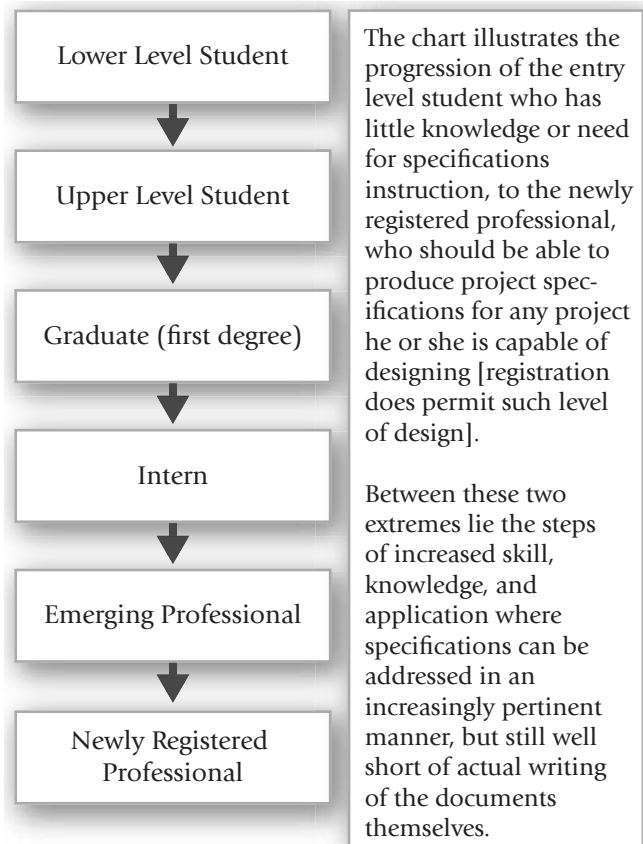 Lower Level Student
Upper Level Student
Graduate (first degree)
Intern
Emerging Professional
Newly Registered
Professional
The chart illustrates the
progression of the entry
level student who has
little knowledge or need
for specifications
instruction, to the newly
registered professional,
who should be able to
produce project spec-
ifications for any project
he or she is capable of
designing [registration
does permit such level
of design].
Between these two
extremes lie the steps
of increased skill,
knowledge, and
application where
specifications can be
addressed in an
increasingly pertinent
manner, but still well
short of actual writing
of the documents
themselves.